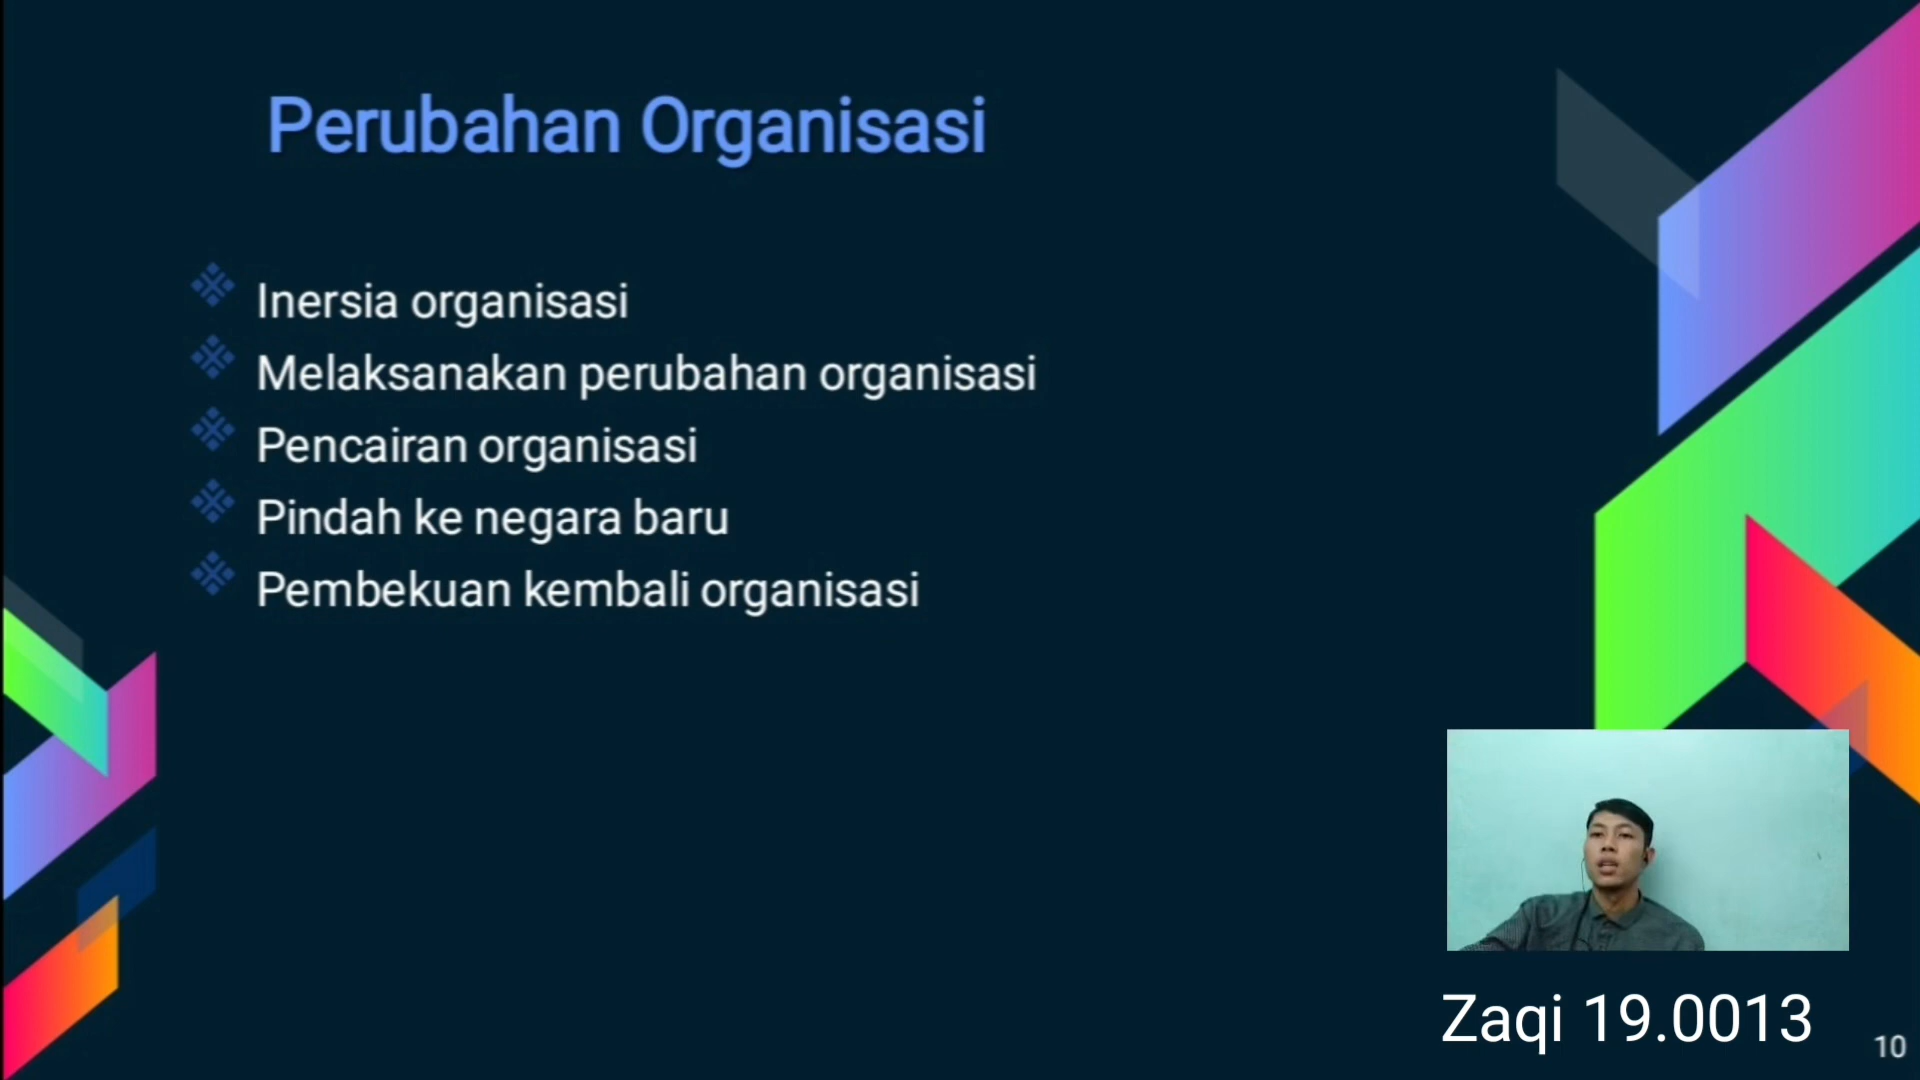 Perubahan Organisasi
Inersia organisasi
Melaksanakan perubahan organisasi
Pencairan organisasi
Pindah ke negara baru
Pembekuan kembali organisasi
Zaqi 19.0013
10